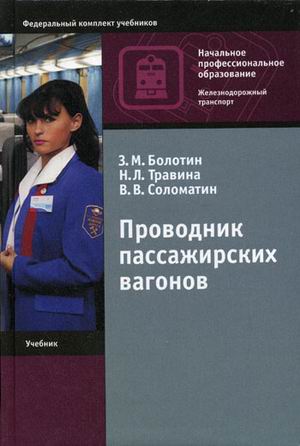 Федеральный комплект учебников
Начальное
профессиональное
образование
Железнодорожный
транспорт
З. М. Болотин
Н. Л. Травина
В. В. Соломатин
Проводник
пассажирских
вагонов
Учебник